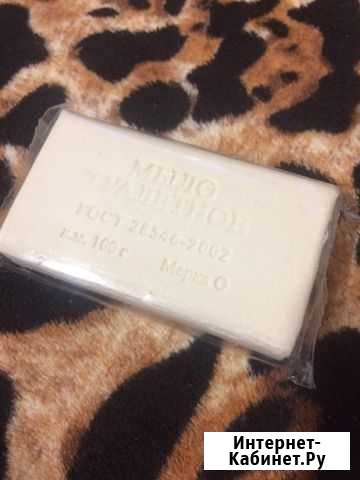 МЫЛО
ТУАЛЕТНОЕ
ГОСТ 28546-2002
н.м. 100 г Марка О
Интернет-
Кабинет.Ру